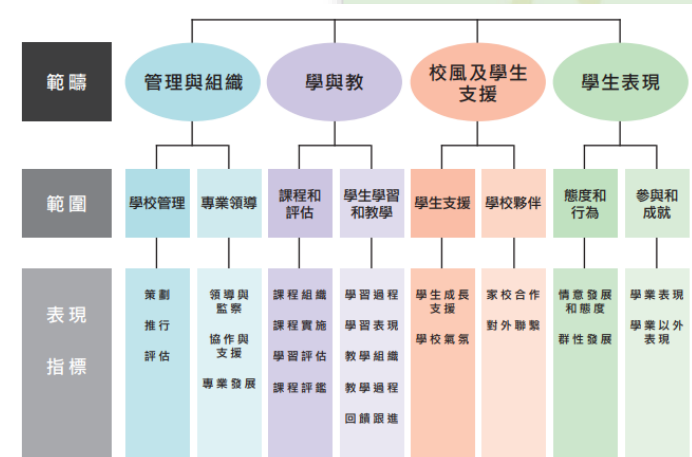 範疇
管理與組織
學與教
校風及學生
支援
學生表現
範圍
學校管理
專業領導
課程和
評估
學生學習
和教學
學生支援
學校夥伴
態度和
行為
參與和
成就
表現
指標
策劃
推行
評估
領導與
監察
協作與
支援
專業發展
課程組織
課程實施
學習評估
課程評鑑
學習過程
學習表現
教學組織
教學過程
回饋跟進
學生成長
支援
學校氣氛
家校合作
對外聯繫
情意發展
和態度
群性發展
學業表現
學業以外
表現